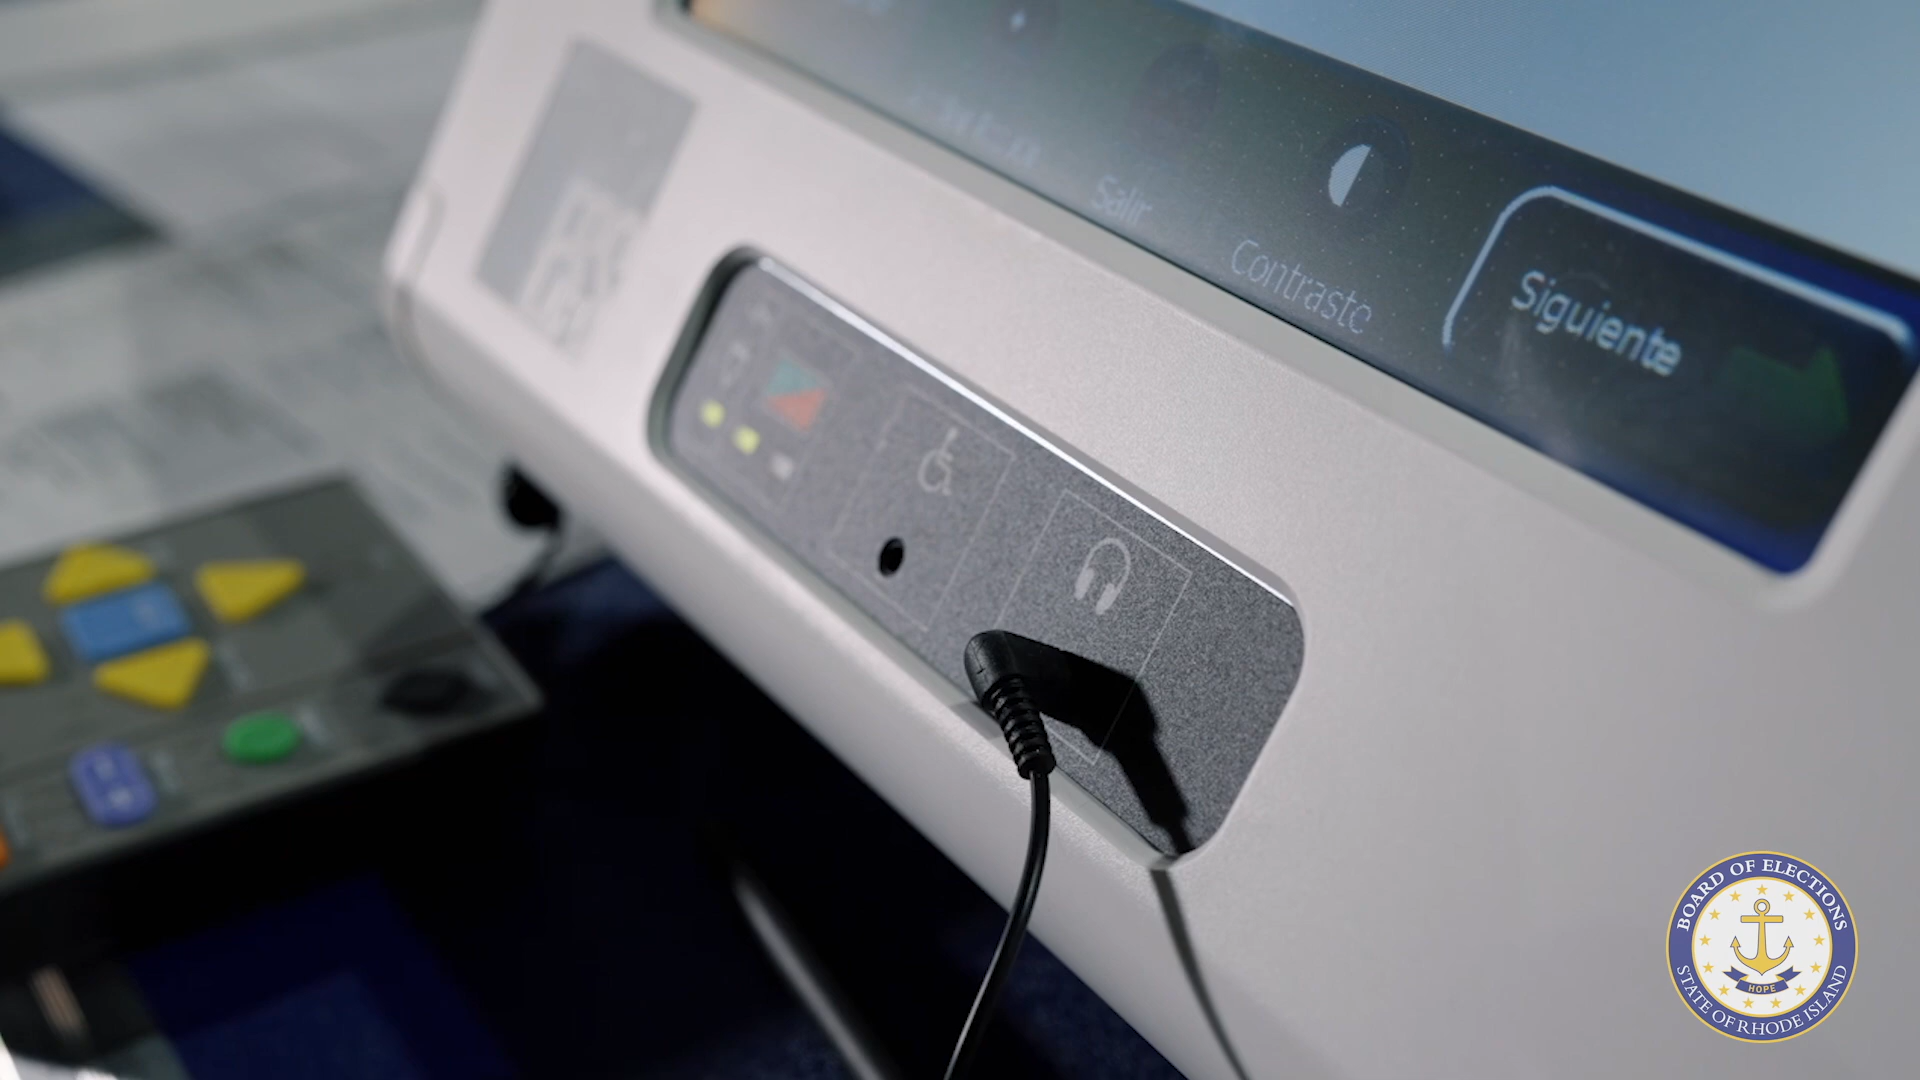 Salir
Contraste
Siguiente
BOARD OF ELECTIONS
HOPE
STATE OF RHODE ISLAND